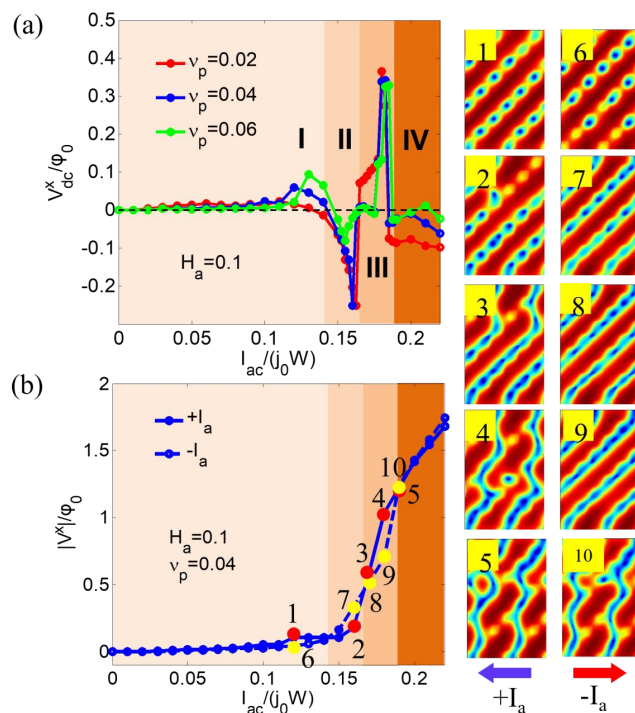 (a)
0.5
0.4
0.3
0.2
0.1
0
-0.1
-0.2
V^x_dc/φ_0
ν_p=0.02
ν_p=0.04
ν_p=0.06
I
II
III
IV
H_a=0.1
0
0.05
0.1
0.15
0.2
I_ac/(j_0W)
(b)
2
1.5
1
0.5
0
|V^x|/φ_0
+I_a
-I_a
H_a=0.1
ν_p=0.04
1
6
7
2
3
8
4
9
10
5
0
0.05
0.1
0.15
0.2
I_ac/(j_0W)
1
6
2
7
3
8
4
9
5
10
+I_a
-I_a